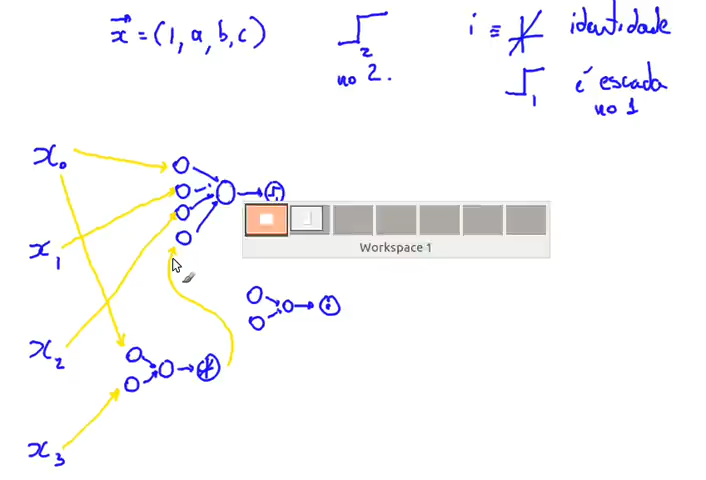 x⃗ = (1, a, b, c)
2
no 2.
i ≡ identidade
1
é escada
no 1
x₀
x₁
Workspace 1
i
x₂
x₃